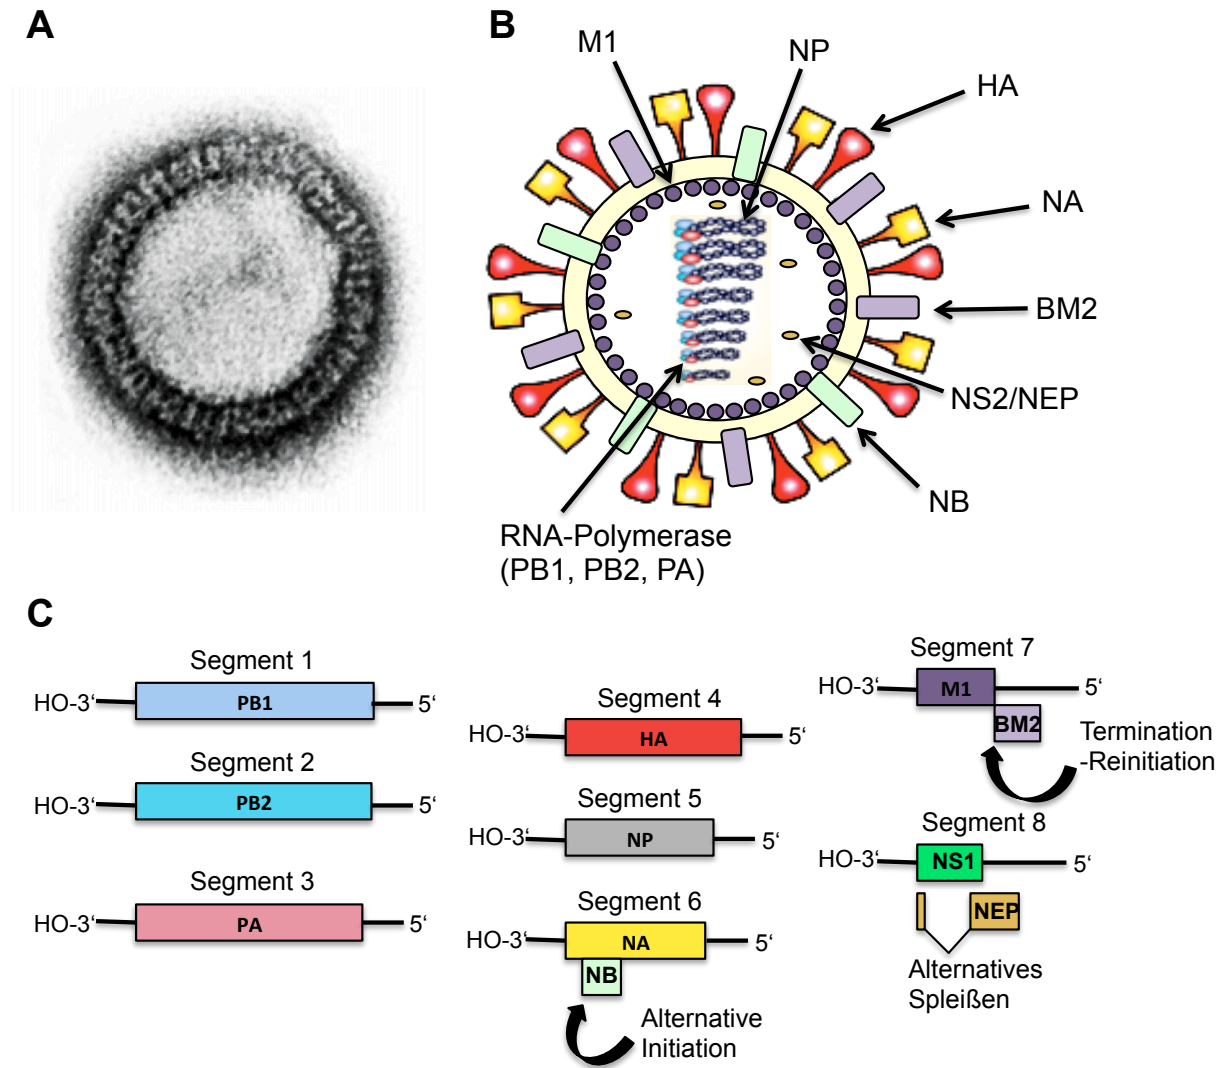 A
B
M1
NP
HA
NA
BM2
NS2/NEP
NB
RNA-Polymerase
(PB1, PB2, PA)
C
Segment 1
HO-3‘
PB1
5‘
Segment 2
HO-3‘
PB2
5‘
Segment 3
HO-3‘
PA
5‘
Segment 4
HO-3‘
HA
5‘
Segment 5
HO-3‘
NP
5‘
Segment 6
HO-3‘
NA
5‘
NB
Alternative
Initiation
Segment 7
HO-3‘
M1
5‘
BM2
Termination
-Reinitiation
Segment 8
HO-3‘
NS1
5‘
NEP
Alternatives
Spleißen